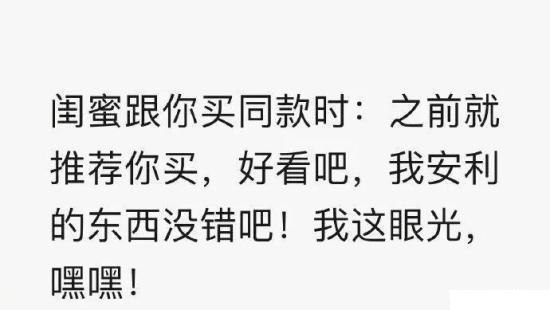 闺蜜跟你买同款时：之前就
推荐你买，好看吧，我安利
的东西没错吧！我这眼光，
嘿嘿！